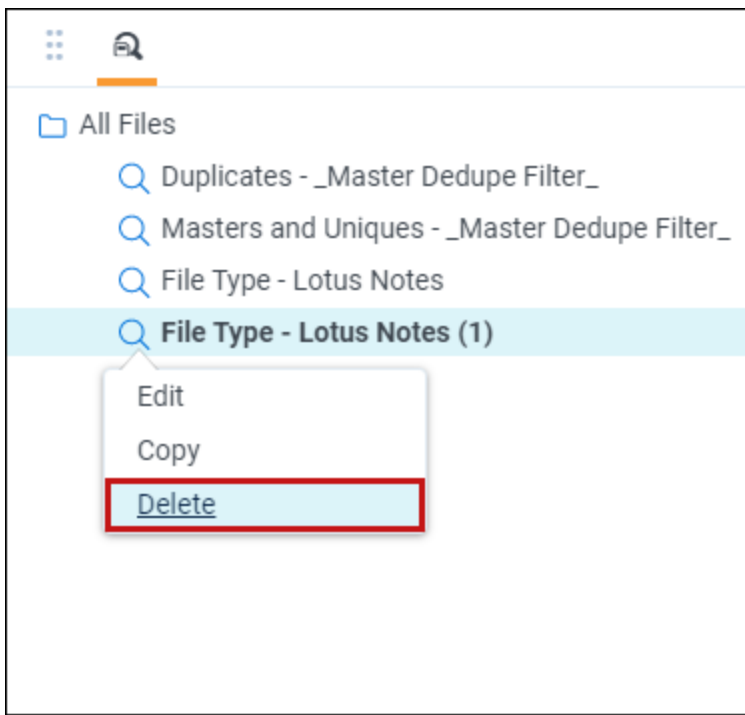 All Files
Duplicates - _Master Dedupe Filter_
Masters and Uniques - _Master Dedupe Filter_
File Type - Lotus Notes
File Type - Lotus Notes (1)
Edit
Copy
Delete